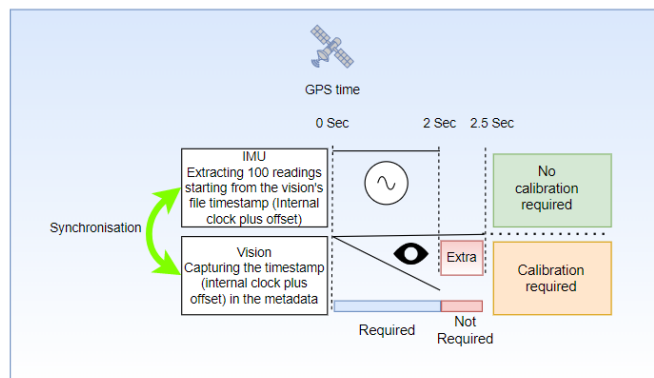 GPS time
0 Sec
2 Sec
2.5 Sec
IMU
Extracting 100 readings
starting from the vision's
file timestamp (Internal
clock plus offset)
No
calibration
required
Synchronisation
Vision
Capturing the timestamp
(internal clock plus
offset) in the metadata
Extra
Calibration
required
Required
Not
Required